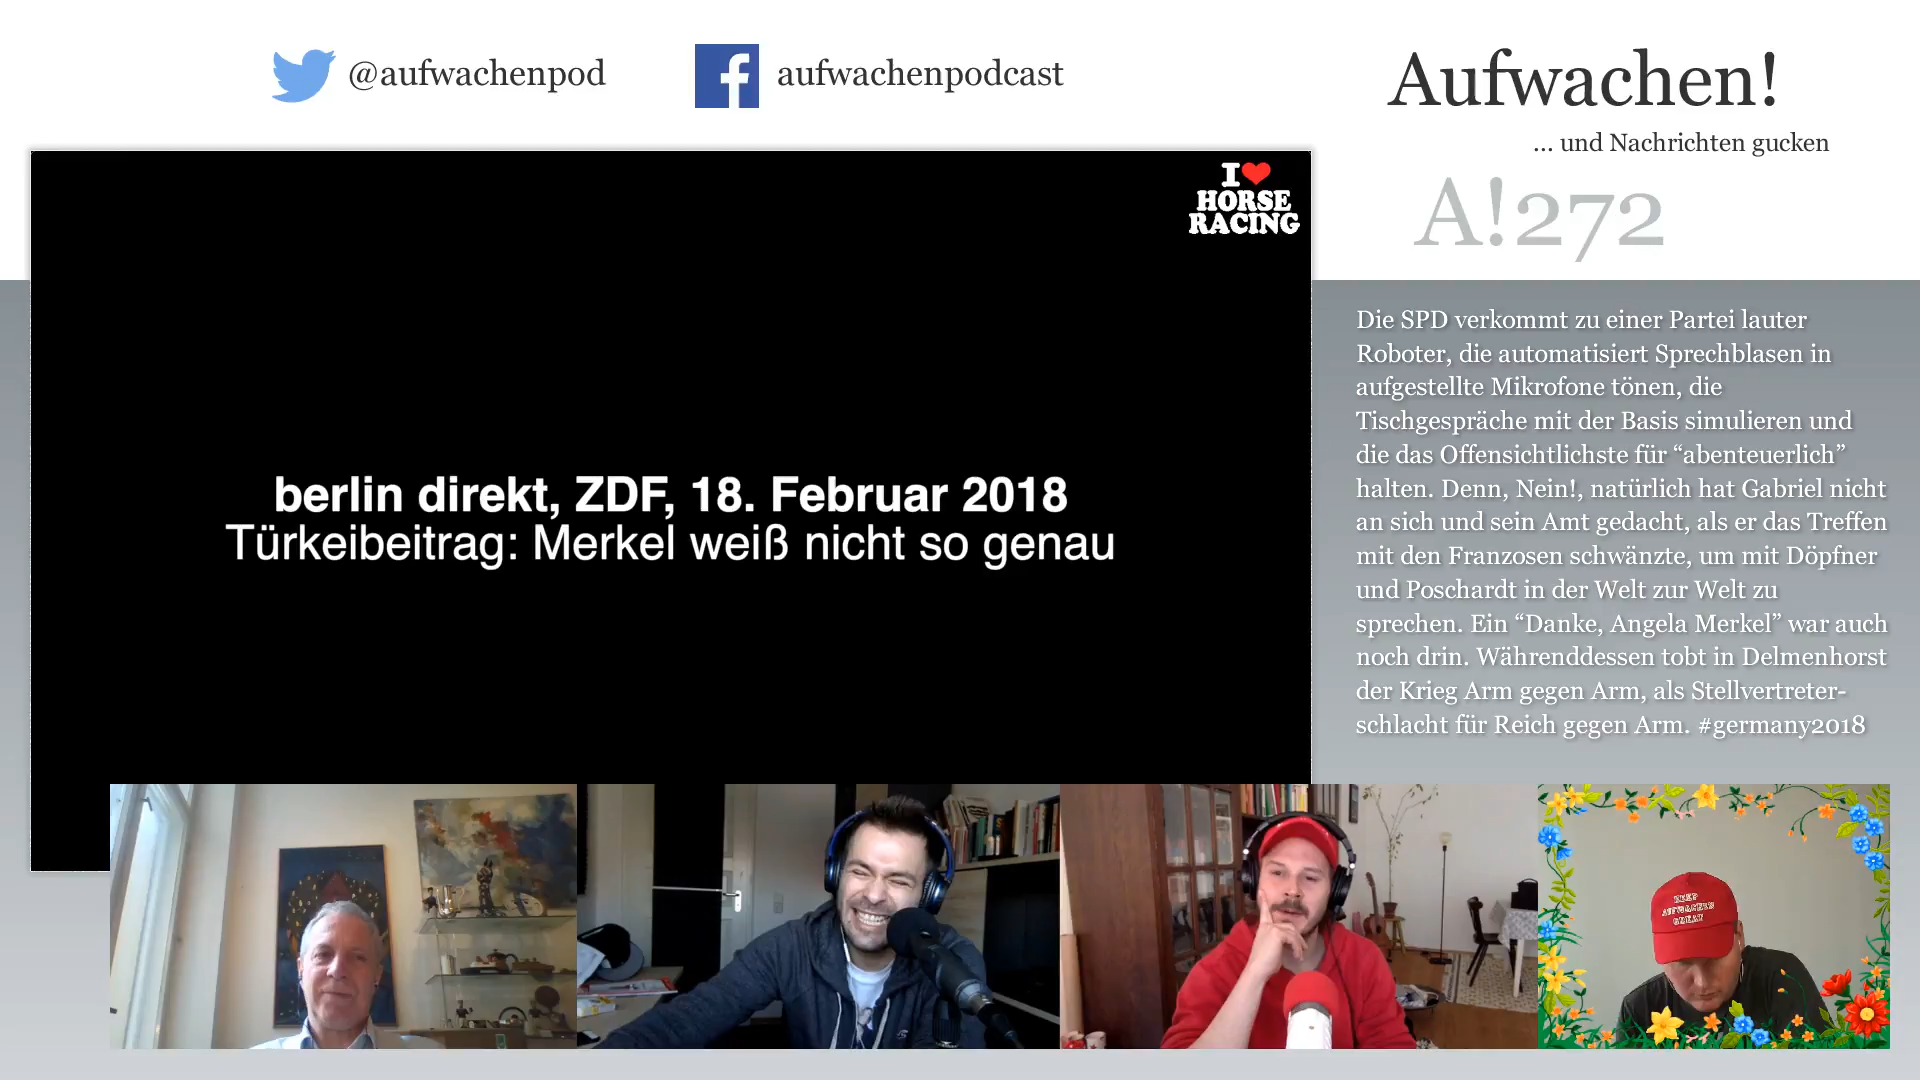 @aufwachenpod
aufwachenpodcast
Aufwachen!
... und Nachrichten gucken
A!272
I
HORSE
RACING
berlin direkt, ZDF, 18. Februar 2018
Türkeibeitrag: Merkel weiß nicht so genau
Die SPD verkommt zu einer Partei lauter
Roboter, die automatisiert Sprechblasen in
aufgestellte Mikrofone tönen, die
Tischgespräche mit der Basis simulieren und
die das Offensichtlichste für “abenteuerlich”
halten. Denn, Nein!, natürlich hat Gabriel nicht
an sich und sein Amt gedacht, als er das Treffen
mit den Franzosen schwänzte, um mit Döpfner
und Poschardt in der Welt zur Welt zu
sprechen. Ein “Danke, Angela Merkel” war auch
noch drin. Währenddessen tobt in Delmenhorst
der Krieg Arm gegen Arm, als Stellvertreter-
schlacht für Reich gegen Arm. #germany2018
KEEP
AUFWACHEN
GREAT